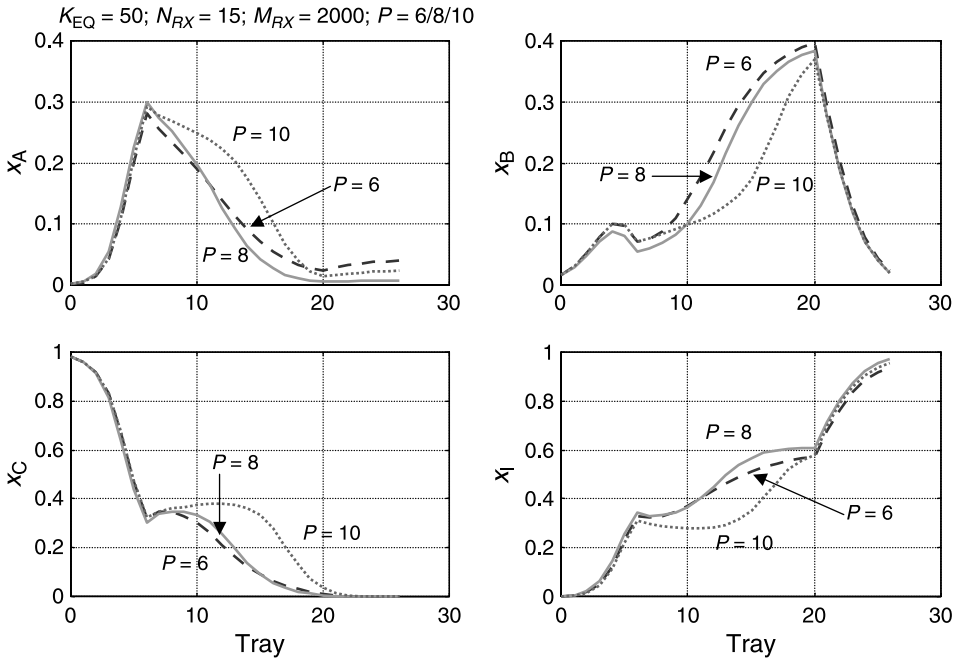 K_EQ = 50; N_RX = 15; M_RX = 2000; P = 6/8/10
0.4
0.3
0.2
0.1
0
x_A
P = 10
P = 6
P = 8
0
10
20
30
0.4
0.3
0.2
0.1
0
x_B
P = 6
P = 8
P = 10
0
10
20
30
1
0.8
0.6
0.4
0.2
0
x_C
P = 8
P = 10
P = 6
0
10
20
30
Tray
1
0.8
0.6
0.4
0.2
0
x_I
P = 8
P = 6
P = 10
0
10
20
30
Tray